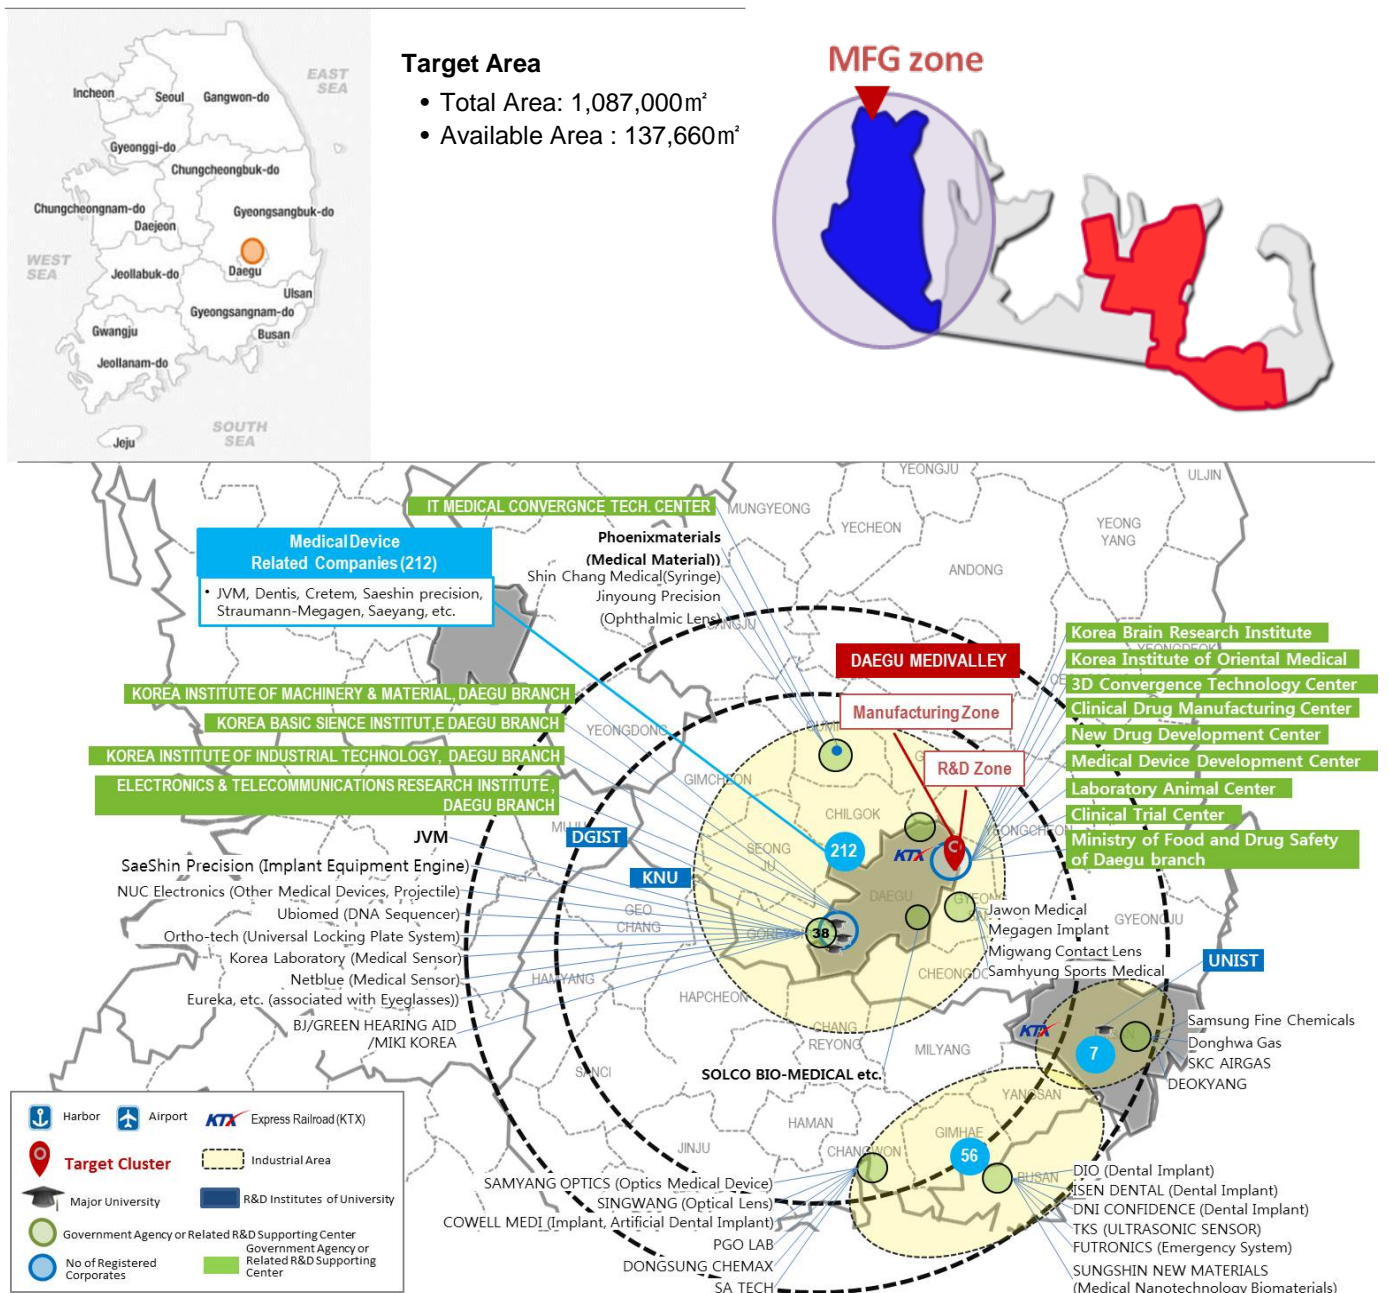 Target Area
• Total Area: 1,087,000㎡
• Available Area : 137,660㎡
MFG zone
EAST
SEA
Incheon
Seoul
Gangwon-do
Gyeonggi-do
Chungcheongbuk-do
Chungcheongnam-do
Gyeongsangbuk-do
Daejeon
WEST
SEA
Jeollabuk-do
Daegu
Ulsan
Gyeongsangnam-do
Gwangju
Busan
Jeollanam-do
SOUTH
SEA
Jeju
YEONGJU
ULJIN
IT MEDICAL CONVERGNCE TECH. CENTER
MUNGYEONG
YECHEON
YEONG
YANG
Medical Device
Related Companies (212)
• JVM, Dentis, Cretem, Saeshin precision,
Straumann-Megagen, Saeyang, etc.
Phoenixmaterials
(Medical Material))
Shin Chang Medical(Syringe)
Jinyoung Precision
(Ophthalmic Lens)
ANDONG
DAEGU MEDIVALLEY
Manufacturing Zone
R&D Zone
Korea Brain Research Institute
Korea Institute of Oriental Medical
3D Convergence Technology Center
Clinical Drug Manufacturing Center
New Drug Development Center
Medical Device Development Center
Laboratory Animal Center
Clinical Trial Center
Ministry of Food and Drug Safety
of Daegu branch
KOREA INSTITUTE OF MACHINERY & MATERIAL, DAEGU BRANCH
KOREA BASIC SIENCE INSTITUT,E DAEGU BRANCH
KOREA INSTITUTE OF INDUSTRIAL TECHNOLOGY, DAEGU BRANCH
ELECTRONICS & TELECOMMUNICATIONS RESEARCH INSTITUTE ,
DAEGU BRANCH
YEONGDONG
GIMCHEON
CHILGOK
SEONG
JU
212
KTX
DGIST
KNU
JVM
SaeShin Precision (Implant Equipment Engine)
NUC Electronics (Other Medical Devices, Projectile)
Ubiomed (DNA Sequencer)
Ortho-tech (Universal Locking Plate System)
Korea Laboratory (Medical Sensor)
Netblue (Medical Sensor)
Eureka, etc. (associated with Eyeglasses))
BJ/GREEN HEARING AID
/MIKI KOREA
GEO
CHANG
38
DAEGU
HAMYANG
HAPCHEON
CHANG
REYONG
MILYANG
GYEONGJU
Jawon Medical
Megagen Implant
Migwang Contact Lens
Samhyung Sports Medical
UNIST
KTX
7
Samsung Fine Chemicals
Donghwa Gas
SKC AIRGAS
DEOKYANG
SOLCO BIO-MEDICAL etc.
SANCI
YANGSAN
HAMAN
GIMHAE
JINJU
CHANGWON
56
BUSAN
SAMYANG OPTICS (Optics Medical Device)
SINGWANG (Optical Lens)
COWELL MEDI (Implant, Artificial Dental Implant)
PGO LAB
DONGSUNG CHEMAX
SA TECH
DIO (Dental Implant)
ISEN DENTAL (Dental Implant)
DNI CONFIDENCE (Dental Implant)
TKS (ULTRASONIC SENSOR)
FUTRONICS (Emergency System)
SUNGSHIN NEW MATERIALS
(Medical Nanotechnology Biomaterials)
Harbor
Airport
KTX
Express Railroad (KTX)
Target Cluster
Industrial Area
Major University
R&D Institutes of University
Government Agency or Related R&D Supporting Center
No of Registered
Corporates
Government Agency or
Related R&D Supporting
Center